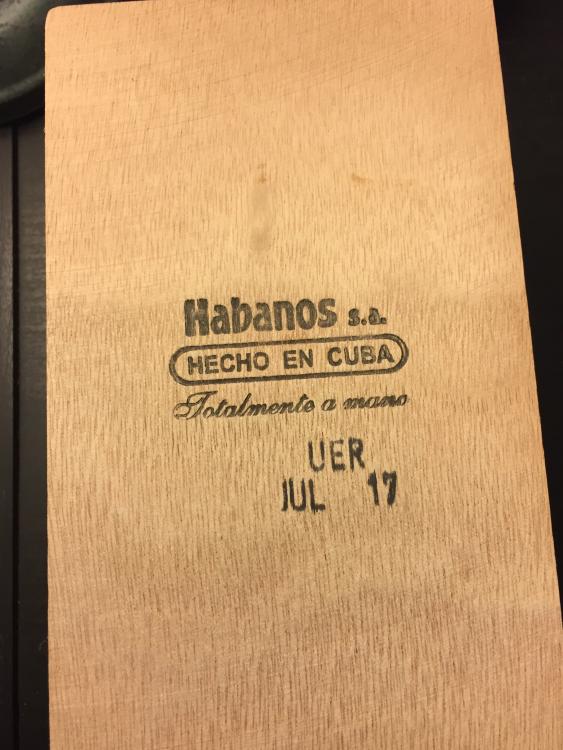 Habanos s.a.
HECHO EN CUBA
Totalmente a mano
UER
JUL 17